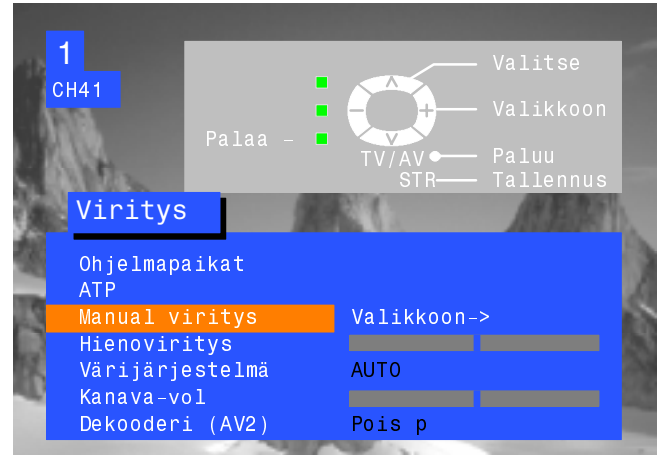 1
CH41
Valitse
Valikkoon
Palaa –
TV/AV Paluu
STR Tallennus
Viritys
Ohjelmapaikat
ATP
Manual viritys Valikkoon->
Hienoviritys
Värijärjestelmä AUTO
Kanava-vol
Dekooderi (AV2) Pois p